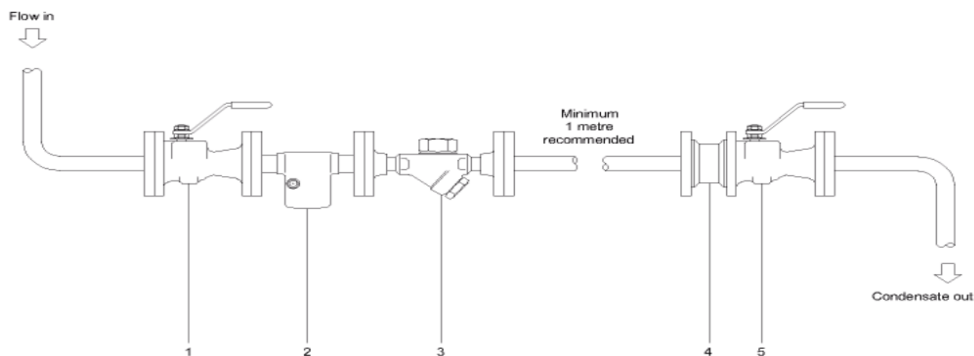 Flow in
Minimum
1 metre
recommended
Condensate out
1
2
3
4
5